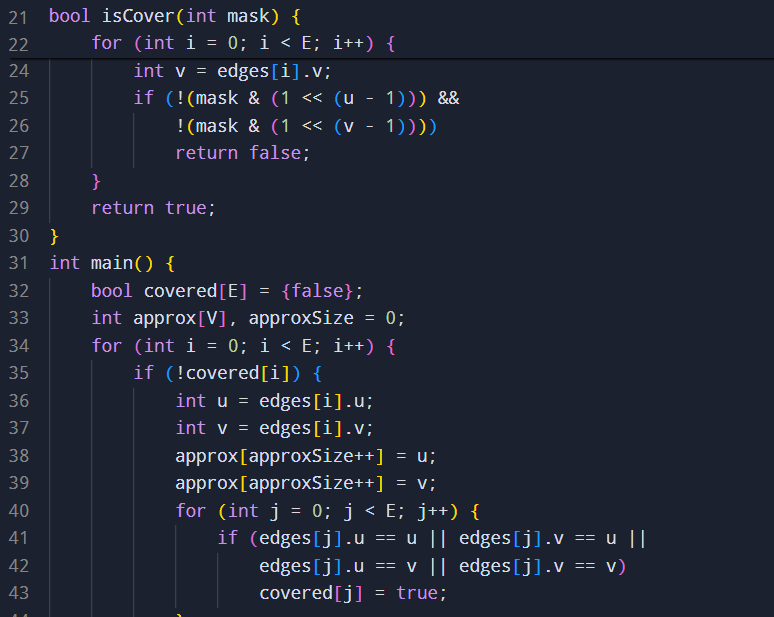 21 bool isCover(int mask) {
22     for (int i = 0; i < E; i++) {
24         int v = edges[i].v;
25         if (!(mask & (1 << (u - 1))) &&
26             !(mask & (1 << (v - 1))))
27             return false;
28     }
29     return true;
30 }
31 int main() {
32     bool covered[E] = {false};
33     int approx[V], approxSize = 0;
34     for (int i = 0; i < E; i++) {
35         if (!covered[i]) {
36             int u = edges[i].u;
37             int v = edges[i].v;
38             approx[approxSize++] = u;
39             approx[approxSize++] = v;
40             for (int j = 0; j < E; j++) {
41                 if (edges[j].u == u || edges[j].v == u ||
42                     edges[j].u == v || edges[j].v == v)
43                     covered[j] = true;
44             }